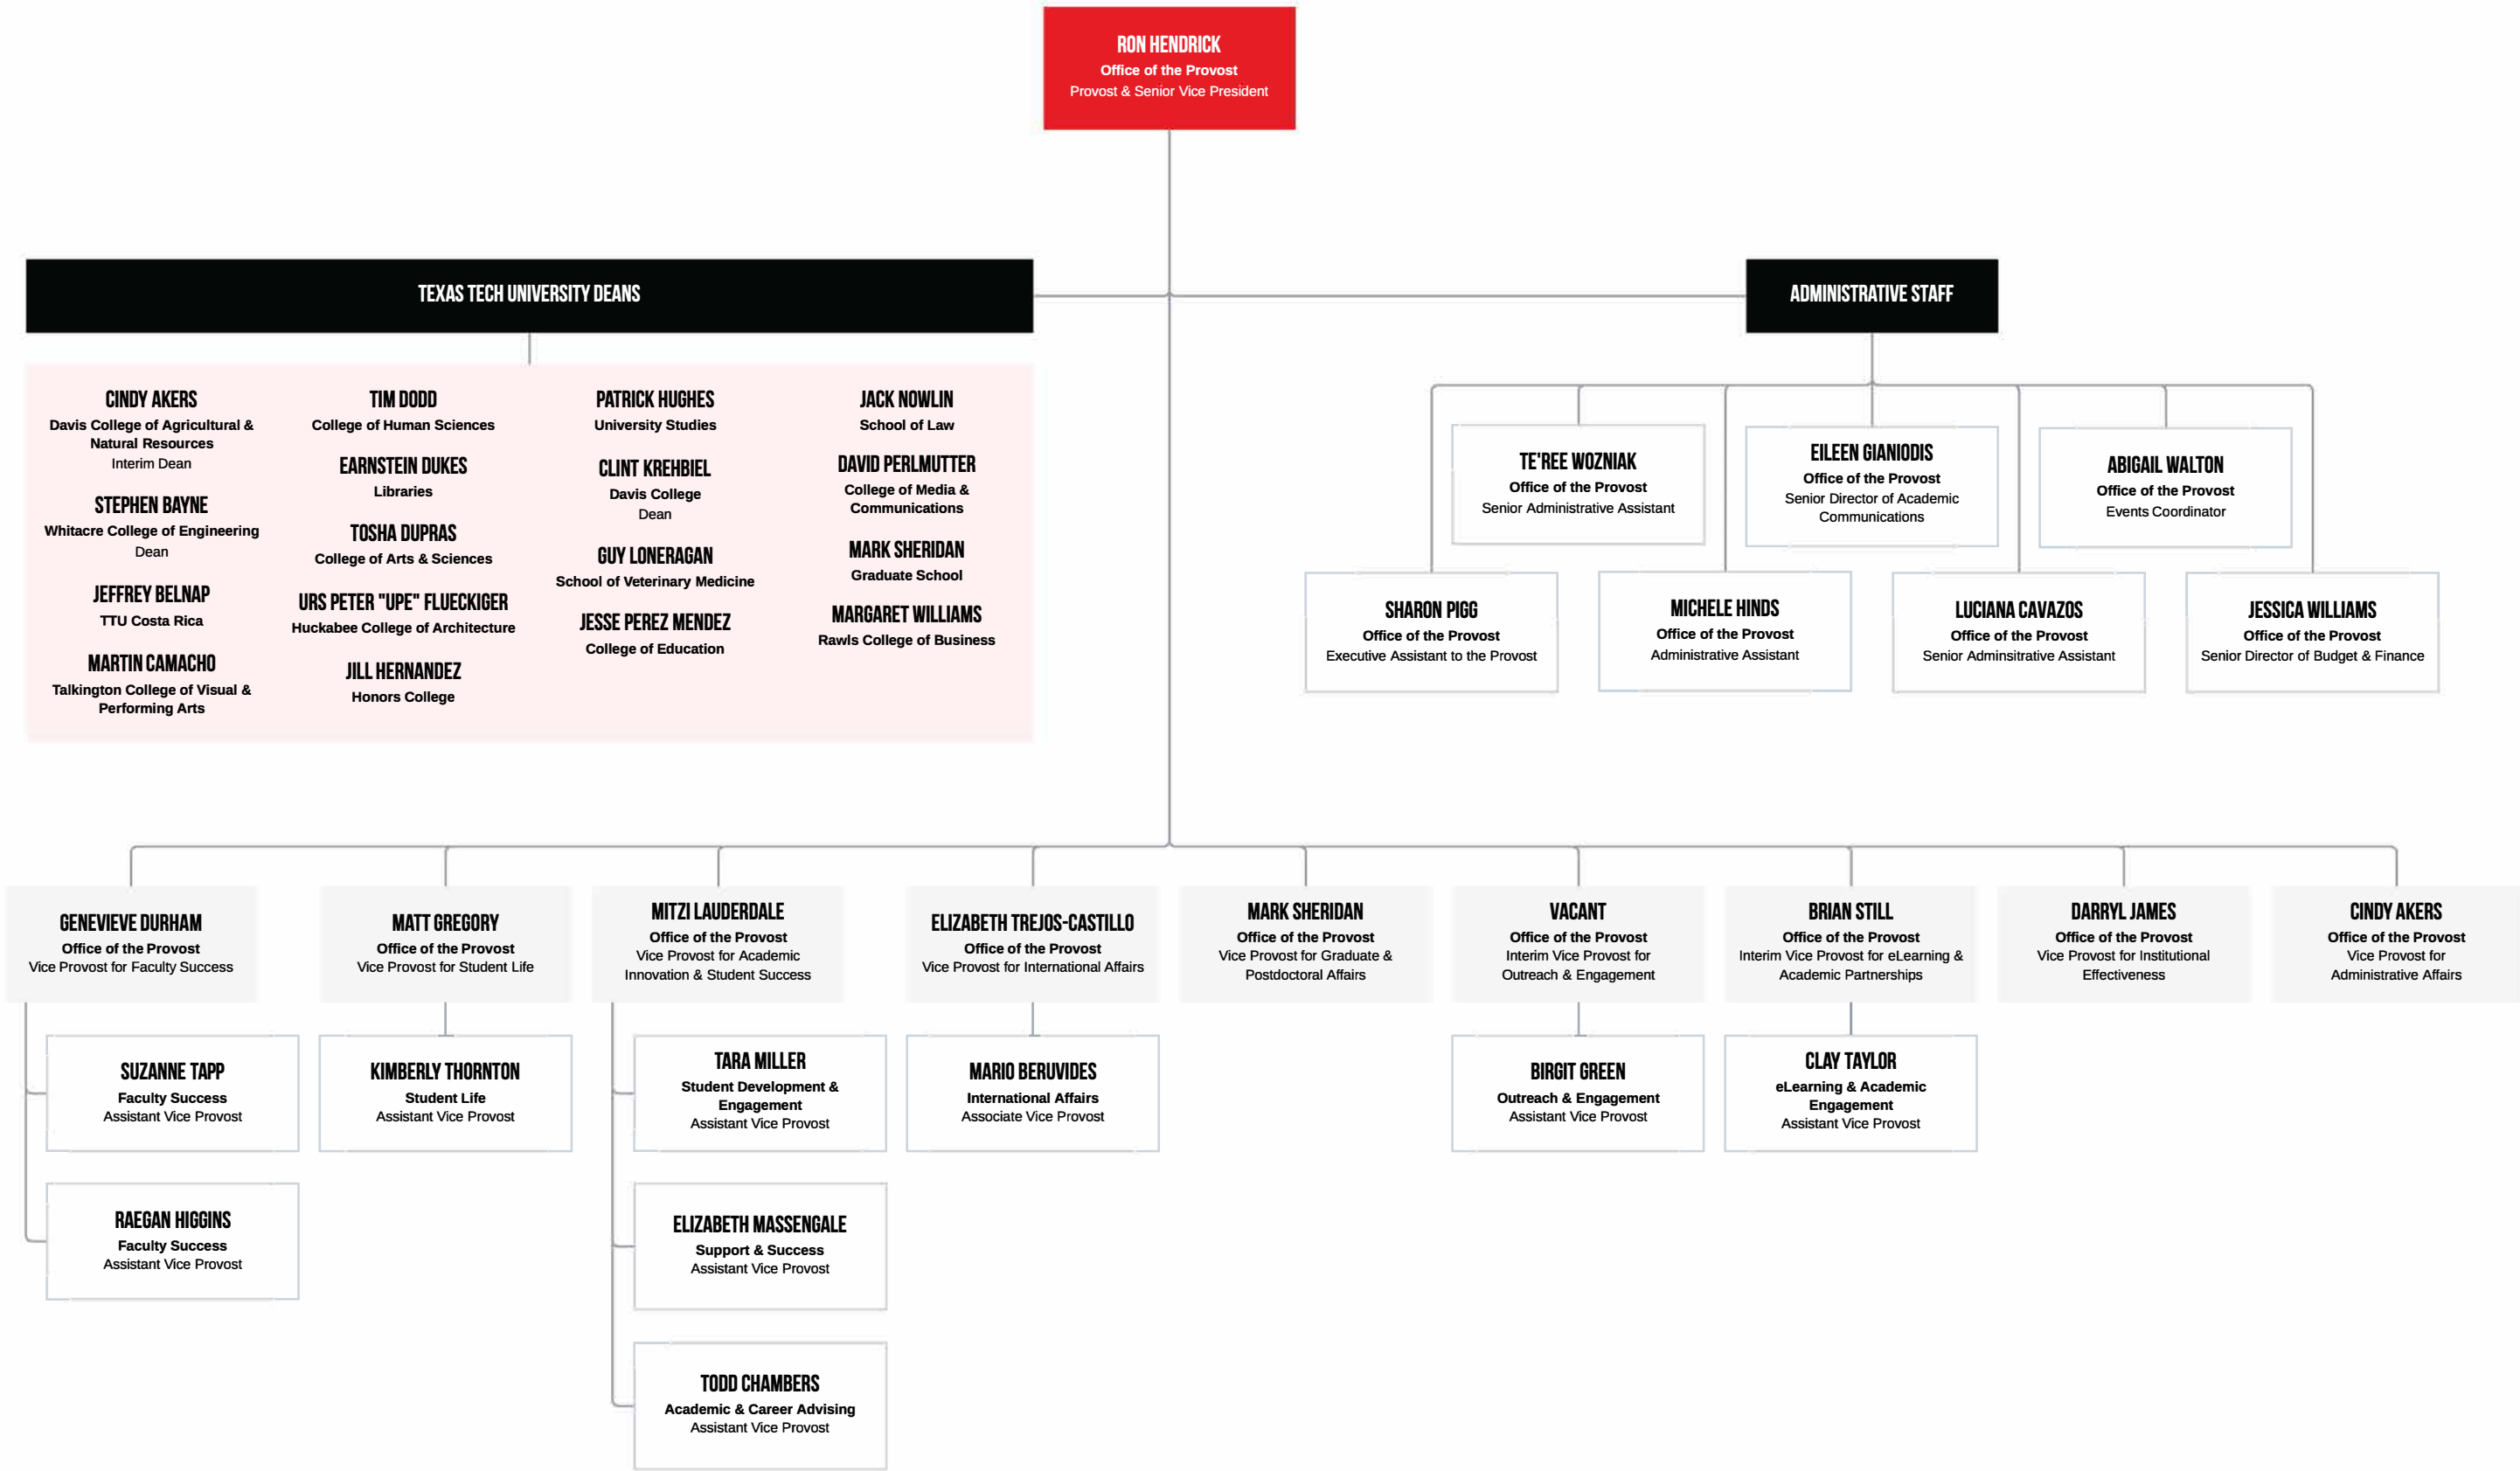 RON HENDRICK
Office of the Provost
Provost & Senior Vice President
TEXAS TECH UNIVERSITY DEANS
CINDY AKERS
Davis College of Agricultural &
Natural Resources
Interim Dean
STEPHEN BAYNE
Whitacre College of Engineering
Dean
JEFFREY BELNAP
TTU Costa Rica
MARTIN CAMACHO
Talkington College of Visual &
Performing Arts
TIM DODD
College of Human Sciences
EARNSTEIN DUKES
Libraries
TOSHA DUPRAS
College of Arts & Sciences
URS PETER "UPE" FLUECKIGER
Huckabee College of Architecture
JILL HERNANDEZ
Honors College
PATRICK HUGHES
University Studies
CLINT KREHBIEL
Davis College
Dean
GUY LONERAGAN
School of Veterinary Medicine
JESSE PEREZ MENDEZ
College of Education
JACK NOWLIN
School of Law
DAVID PERLMUTTER
College of Media &
Communications
MARK SHERIDAN
Graduate School
MARGARET WILLIAMS
Rawls College of Business
ADMINISTRATIVE STAFF
TE'REE WOZNIAK
Office of the Provost
Senior Administrative Assistant
EILEEN GIANIODIS
Office of the Provost
Senior Director of Academic
Communications
ABIGAIL WALTON
Office of the Provost
Events Coordinator
SHARON PIGG
Office of the Provost
Executive Assistant to the Provost
MICHELE HINDS
Office of the Provost
Administrative Assistant
LUCIANA CAVAZOS
Office of the Provost
Senior Adminsitrative Assistant
JESSICA WILLIAMS
Office of the Provost
Senior Director of Budget & Finance
GENEVIEVE DURHAM
Office of the Provost
Vice Provost for Faculty Success
MATT GREGORY
Office of the Provost
Vice Provost for Student Life
MITZI LAUDERDALE
Office of the Provost
Vice Provost for Academic
Innovation & Student Success
ELIZABETH TREJOS-CASTILLO
Office of the Provost
Vice Provost for International Affairs
MARK SHERIDAN
Office of the Provost
Vice Provost for Graduate &
Postdoctoral Affairs
VACANT
Office of the Provost
Interim Vice Provost for
Outreach & Engagement
BRIAN STILL
Office of the Provost
Interim Vice Provost for eLearning &
Academic Partnerships
DARRYL JAMES
Office of the Provost
Vice Provost for Institutional
Effectiveness
CINDY AKERS
Office of the Provost
Vice Provost for
Administrative Affairs
SUZANNE TAPP
Faculty Success
Assistant Vice Provost
KIMBERLY THORNTON
Student Life
Assistant Vice Provost
TARA MILLER
Student Development &
Engagement
Assistant Vice Provost
MARIO BERUVIDES
International Affairs
Associate Vice Provost
BIRGIT GREEN
Outreach & Engagement
Assistant Vice Provost
CLAY TAYLOR
eLearning & Academic
Engagement
Assistant Vice Provost
RAEGAN HIGGINS
Faculty Success
Assistant Vice Provost
ELIZABETH MASSENGALE
Support & Success
Assistant Vice Provost
TODD CHAMBERS
Academic & Career Advising
Assistant Vice Provost